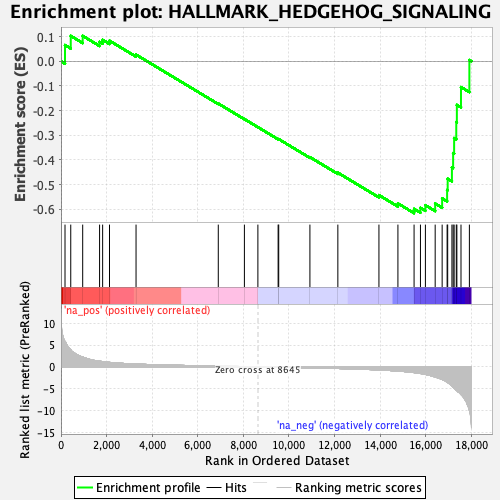 Enrichment plot: HALLMARK_HEDGEHOG_SIGNALING
Enrichment score (ES)
0.1
0.0
-0.1
-0.2
-0.3
-0.4
-0.5
-0.6
'na_pos' (positively correlated)
Ranked list metric (PreRanked)
10
5
0
-5
-10
-15
Zero cross at 8645
'na_neg' (negatively correlated)
0 2,000 4,000 6,000 8,000 10,000 12,000 14,000 16,000 18,000
Rank in Ordered Dataset
Enrichment profile Hits Ranking metric scores